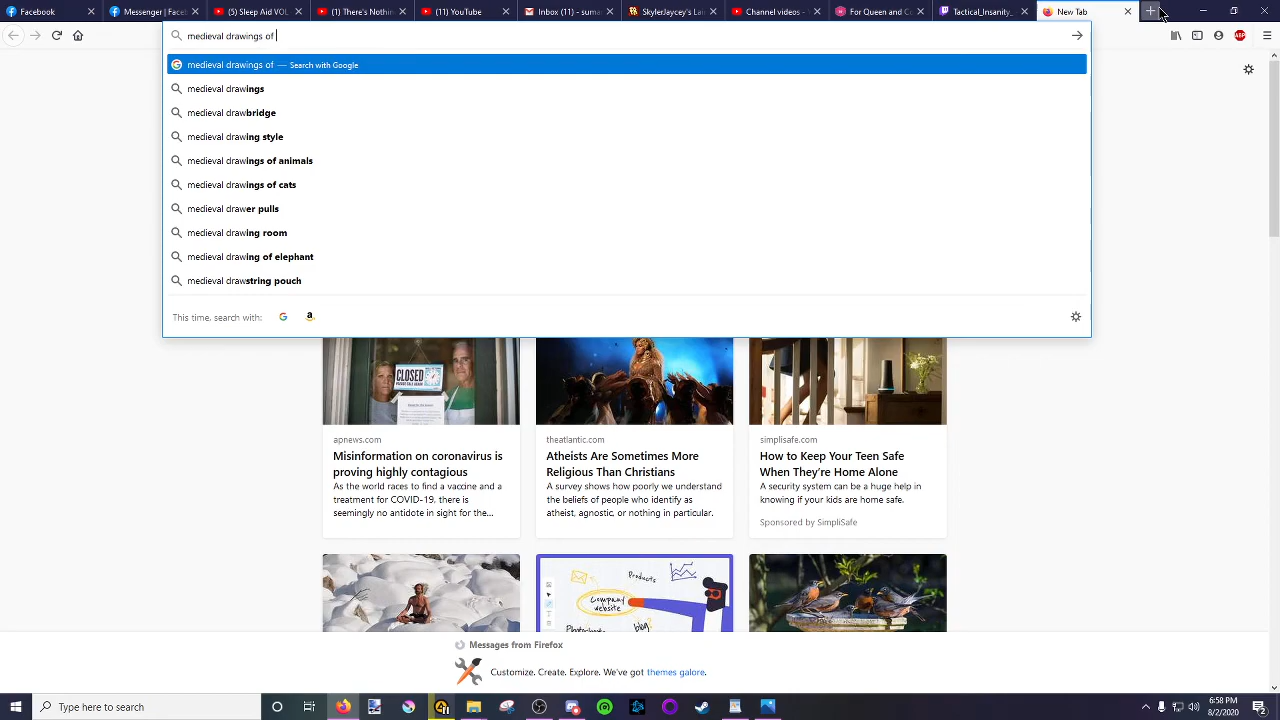 Facebook
Messenger | Faceb
(5) Sleep Aid VOL
(1) There's Nothin
(11) YouTube
Inbox (11) - suma
SkylerJaycey's Lai
Channel videos -
For Queen and Co
Tactical_Insanity_
New Tab
medieval drawings of
ABP
medieval drawings of — Search with Google
medieval drawings
medieval drawbridge
medieval drawing style
medieval drawings of animals
medieval drawings of cats
medieval drawer pulls
medieval drawing room
medieval drawing of elephant
medieval drawstring pouch
This time, search with:
CLOSED
apnews.com
Misinformation on coronavirus is
proving highly contagious
As the world races to find a vaccine and a
treatment for COVID-19, there is
seemingly no antidote in sight for the...
theatlantic.com
Atheists Are Sometimes More
Religious Than Christians
A survey shows how poorly we understand
the beliefs of people who identify as
atheist, agnostic, or nothing in particular.
simplisafe.com
How to Keep Your Teen Safe
When They're Home Alone
A security system can be a huge help in
knowing if your kids are home safe.
Sponsored by SimpliSafe
Products
Company
website
Messages from Firefox
Customize. Create. Explore. We've got themes galore.
Type here to search
6:58 PM
8/2/2020